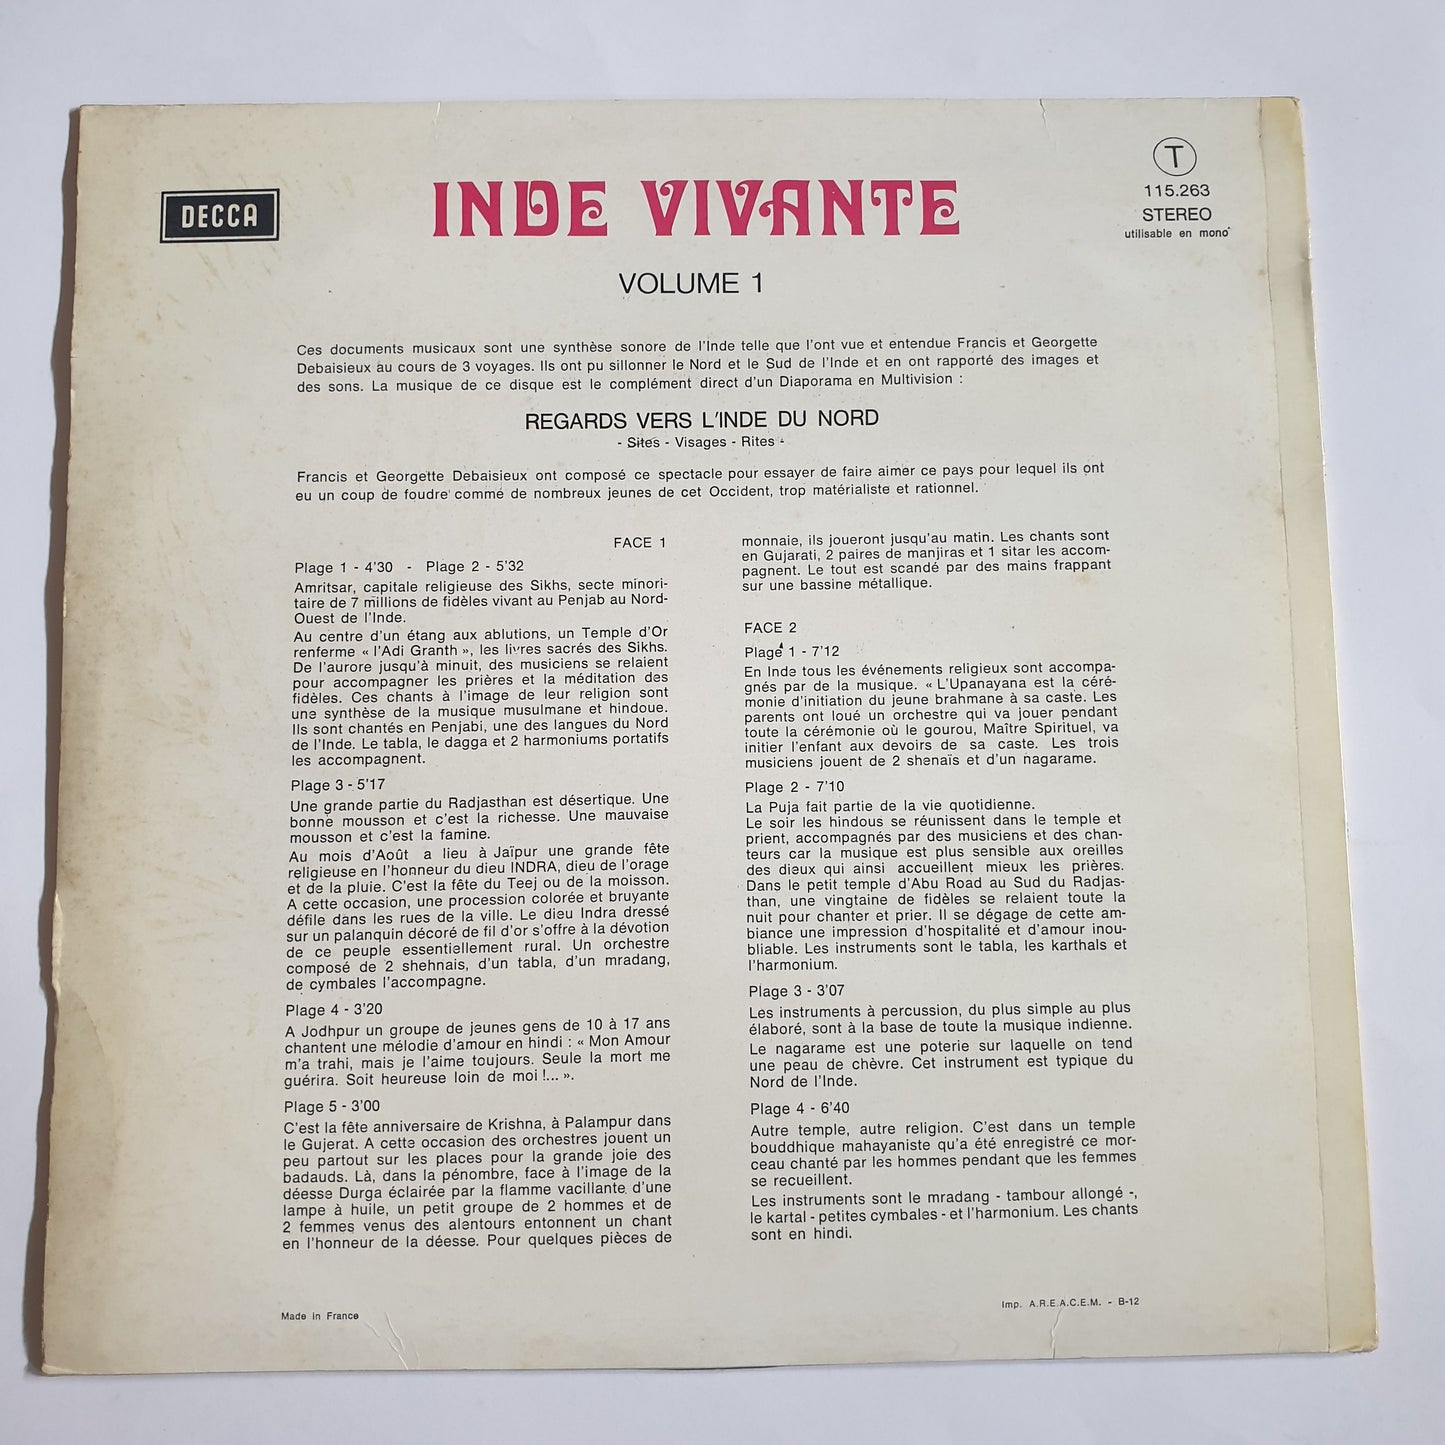 DECCA
INDE VIVANTE
T
115.263
STEREO
utilisable en mono
VOLUME 1
Ces documents musicaux sont une synthèse sonore de l'Inde telle que l'ont vue et entendue Francis et Georgette
Debaisieux au cours de 3 voyages. Ils ont pu sillonner le Nord et le Sud de l'Inde et en ont rapporté des images et
des sons. La musique de ce disque est le complément direct d'un Diaporama en Multivision :
REGARDS VERS L'INDE DU NORD
- Sites - Visages - Rites -
Francis et Georgette Debaisieux ont composé ce spectacle pour essayer de faire aimer ce pays pour lequel ils ont
eu un coup de foudre comme de nombreux jeunes de cet Occident, trop matérialiste et rationnel.
FACE 1
Plage 1 - 4'30 - Plage 2 - 5'32
Amritsar, capitale religieuse des Sikhs, secte minori-
taire de 7 millions de fidèles vivant au Penjab au Nord-
Ouest de l'Inde.
Au centre d'un étang aux ablutions, un Temple d'Or
renferme « l'Adi Granth », les livres sacrés des Sikhs.
De l'aurore jusqu'à minuit, des musiciens se relaient
pour accompagner les prières et la méditation des
fidèles. Ces chants à l'image de leur religion sont
une synthèse de la musique musulmane et hindoue.
Ils sont chantés en Penjabi, une des langues du Nord
de l'Inde. Le tabla, le dagga et 2 harmoniums portatifs
les accompagnent.
Plage 3 - 5'17
Une grande partie du Radjasthan est désertique. Une
bonne mousson et c'est la richesse. Une mauvaise
mousson et c'est la famine.
Au mois d'Août a lieu à Jaïpur une grande fête
religieuse en l'honneur du dieu INDRA, dieu de l'orage
et de la pluie. C'est la fête du Teej ou de la moisson.
A cette occasion, une procession colorée et bruyante
défile dans les rues de la ville. Le dieu Indra dressé
sur un palanquin décoré de fil d'or s'offre à la dévotion
de ce peuple essentiellement rural. Un orchestre
composé de 2 shehnais, d'un tabla, d'un mradang,
de cymbales l'accompagne.
Plage 4 - 3'20
A Jodhpur un groupe de jeunes gens de 10 à 17 ans
chantent une mélodie d'amour en hindi : « Mon Amour
m'a trahi, mais je l'aime toujours. Seule la mort me
guérira. Soit heureuse loin de moi !... ».
Plage 5 - 3'00
C'est la fête anniversaire de Krishna, à Palampur dans
le Gujerat. A cette occasion des orchestres jouent un
peu partout sur les places pour la grande joie des
badauds. Là, dans la pénombre, face à l'image de la
déesse Durga éclairée par la flamme vacillante d'une
lampe à huile, un petit groupe de 2 hommes et de
2 femmes venus des alentours entonnent un chant
en l'honneur de la déesse. Pour quelques pièces de
monnaie, ils joueront jusqu'au matin. Les chants sont
en Gujarati, 2 paires de manjiras et 1 sitar les accom-
pagnent. Le tout est scandé par des mains frappant
sur une bassine métallique.
FACE 2
Plage 1 - 7'12
En Inde tous les événements religieux sont accompa-
gnés par de la musique. « L'Upanayana est la céré-
monie d'initiation du jeune brahmane à sa caste. Les
parents ont loué un orchestre qui va jouer pendant
toute la cérémonie où le gourou, Maître Spirituel, va
initier l'enfant aux devoirs de sa caste. Les trois
musiciens jouent de 2 shenaïs et d'un nagarame.
Plage 2 - 7'10
La Puja fait partie de la vie quotidienne.
Le soir les hindous se réunissent dans le temple et
prient, accompagnés par des musiciens et des chan-
teurs car la musique est plus sensible aux oreilles
des dieux qui ainsi accueillent mieux les prières.
Dans le petit temple d'Abu Road au Sud du Radjas-
than, une vingtaine de fidèles se relaient toute la
nuit pour chanter et prier. Il se dégage de cette am-
biance une impression d'hospitalité et d'amour inou-
bliable. Les instruments sont le tabla, les karthals et
l'harmonium.
Plage 3 - 3'07
Les instruments à percussion, du plus simple au plus
élaboré, sont à la base de toute la musique indienne.
Le nagarame est une poterie sur laquelle on tend
une peau de chèvre. Cet instrument est typique du
Nord de l'Inde.
Plage 4 - 6'40
Autre temple, autre religion. C'est dans un temple
bouddhique mahayaniste qu'a été enregistré ce mor-
ceau chanté par les hommes pendant que les femmes
se recueillent.
Les instruments sont le mradang - tambour allongé -,
le kartal - petites cymbales - et l'harmonium. Les chants
sont en hindi.
Made in France
Imp. A.R.E.A.C.E.M. - B-12